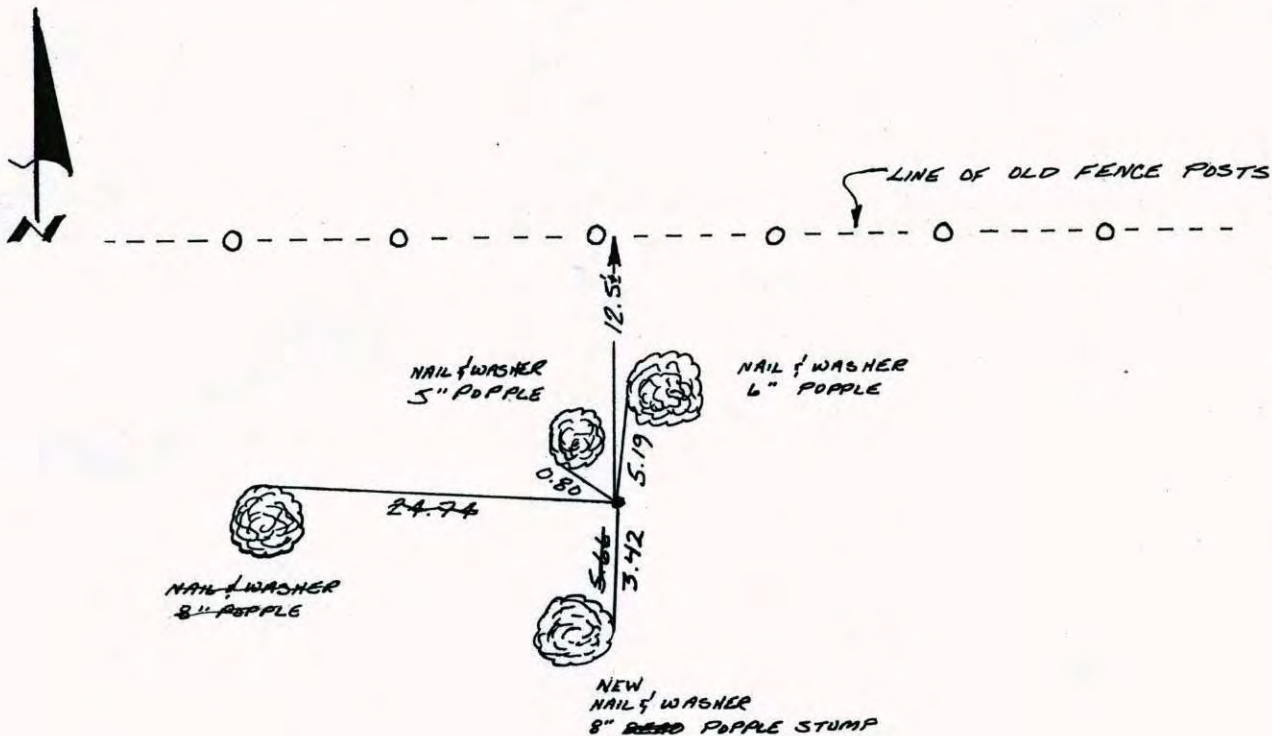 LINE OF OLD FENCE POSTS
N
12.5±
NAIL & WASHER
5" POPPLE
NAIL & WASHER
6" POPPLE
5.19
0.80
24.74
5.66
3.42
NAIL & WASHER
8" POPPLE
NEW
NAIL & WASHER
8" POPPLE STUMP